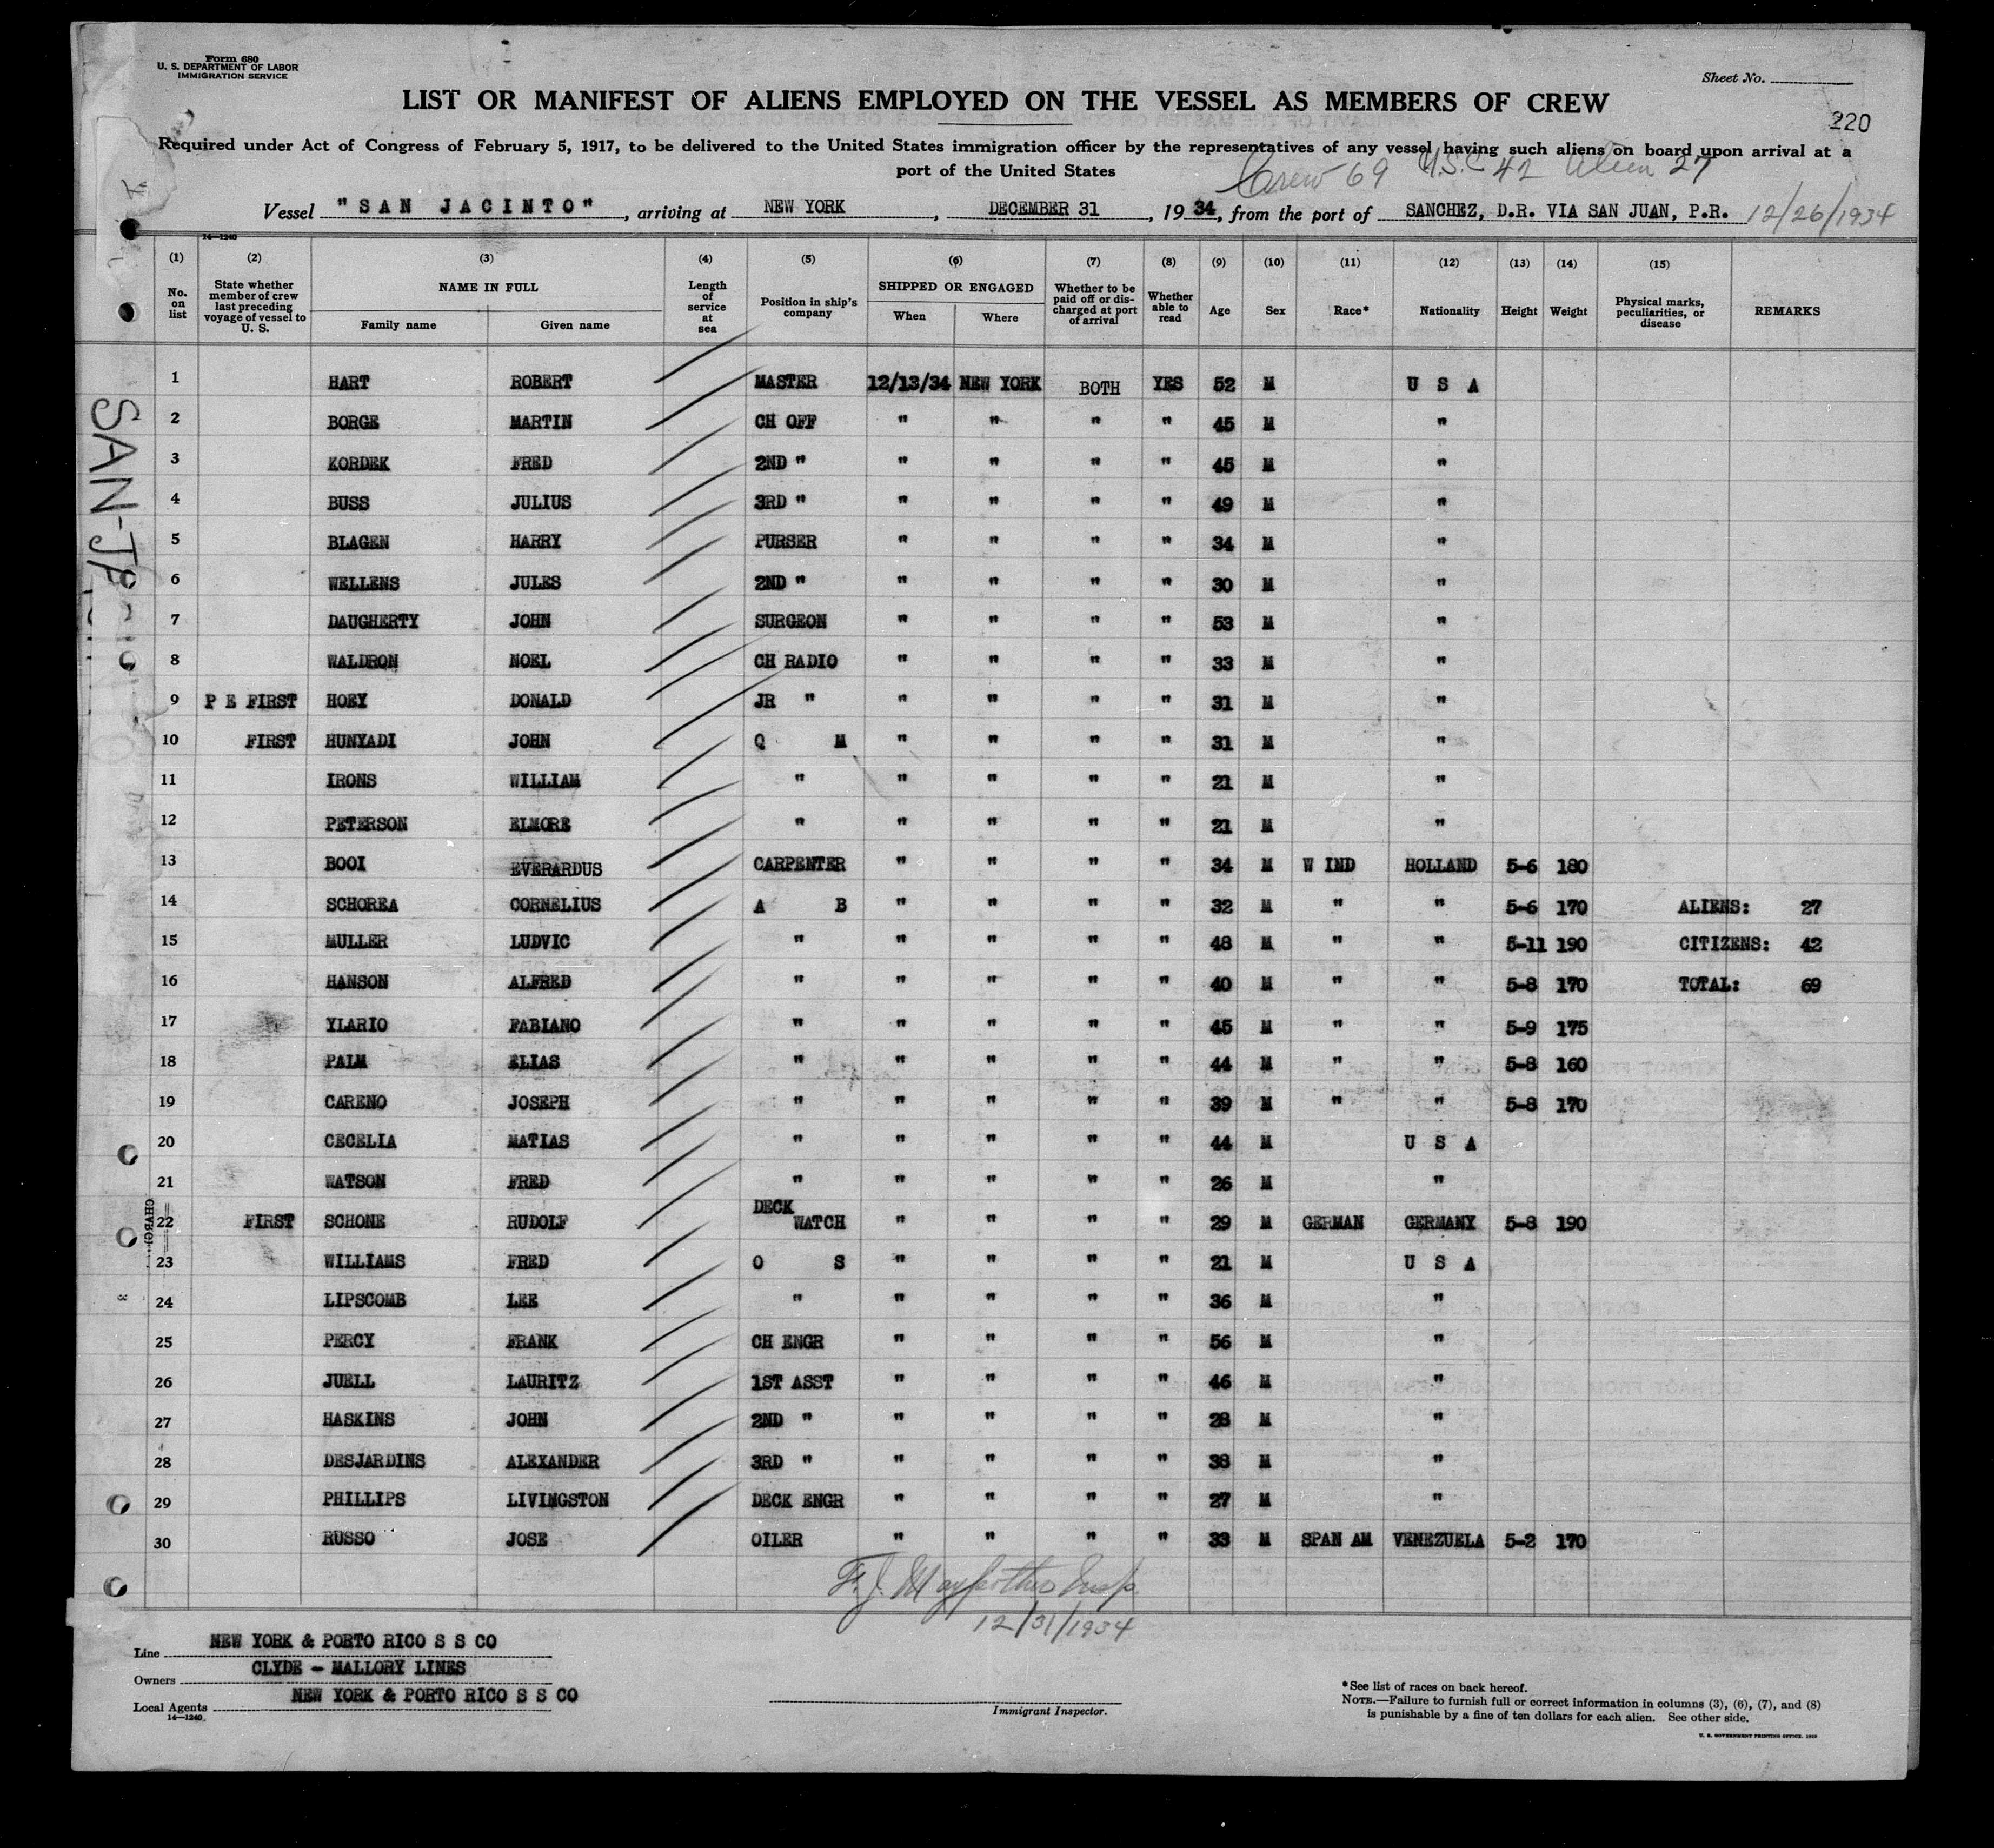 Form 680
U. S. DEPARTMENT OF LABOR
IMMIGRATION SERVICE
Sheet No.
LIST OR MANIFEST OF ALIENS EMPLOYED ON THE VESSEL AS MEMBERS OF CREW
220
Required under Act of Congress of February 5, 1917, to be delivered to the United States immigration officer by the representatives of any vessel having such aliens on board upon arrival at a
port of the United States
Crew 69 U.S.C 42 Alien 27
Vessel "SAN JACINTO", arriving at NEW YORK, DECEMBER 31, 1934, from the port of SANCHEZ, D.R. VIA SAN JUAN, P.R. 12/26/1934
14—1240
(1) (2) (3) (4) (5) (6) (7) (8) (9) (10) (11) (12) (13) (14) (15)
No. on list State whether member of crew last preceding voyage of vessel to U. S. NAME IN FULL Family name Given name Length of service at sea Position in ship's company SHIPPED OR ENGAGED When Where Whether to be paid off or discharged at port of arrival Whether able to read Age Sex Race* Nationality Height Weight Physical marks, peculiarities, or disease REMARKS
1 HART ROBERT MASTER 12/13/34 NEW YORK BOTH YES 52 M U S A
2 BORGE MARTIN CH OFF " " " " 45 M "
3 KORDEK FRED 2ND " " " " " 45 M "
4 BUSS JULIUS 3RD " " " " " 49 M "
5 BLAGEN HARRY PURSER " " " " 34 M "
6 WELLENS JULES 2ND " " " " " 30 M "
7 DAUGHERTY JOHN SURGEON " " " " 53 M "
8 WALDRON NOEL CH RADIO " " " " 33 M "
9 P E FIRST HOEY DONALD JR " " " " " 31 M "
10 FIRST HUNYADI JOHN Q M " " " " 31 M "
11 IRONS WILLIAM " " " " " 21 M "
12 PETERSON ELMORE " " " " " 21 M "
13 BOOI EVERARDUS CARPENTER " " " " 34 M W IND HOLLAND 5-6 180
14 SCHOREA CORNELIUS A B " " " " 32 M " " 5-6 170 ALIENS: 27
15 MULLER LUDVIC " " " " " 48 M " " 5-11 190 CITIZENS: 42
16 HANSON ALFRED " " " " " 40 M " " 5-8 170 TOTAL: 69
17 YLARIO FABIANO " " " " " 45 M " " 5-9 175
18 PALM ELIAS " " " " " 44 M " " 5-8 160
19 CARENO JOSEPH " " " " " 39 M " " 5-8 170
20 CECELIA MATIAS " " " " " 44 M U S A
21 WATSON FRED " " " " " 26 M "
22 FIRST SCHONE RUDOLF DECK WATCH " " " " 29 M GERMAN GERMANY 5-8 190
23 WILLIAMS FRED O S " " " " 21 M U S A
24 LIPSCOMB LEE " " " " " 36 M "
25 PERCY FRANK CH ENGR " " " " 56 M "
26 JUELL LAURITZ 1ST ASST " " " " 46 M "
27 HASKINS JOHN 2ND " " " " " 28 M "
28 DESJARDINS ALEXANDER 3RD " " " " " 38 M "
29 PHILLIPS LIVINGSTON DECK ENGR " " " " 27 M "
30 RUSSO JOSE OILER " " " " 33 M SPAN AM VENEZUELA 5-2 170
12/31/1934
Line NEW YORK & PORTO RICO S S CO
Owners CLYDE - MALLORY LINES
Local Agents NEW YORK & PORTO RICO S S CO
14—1240
Immigrant Inspector.
*See list of races on back hereof.
NOTE.—Failure to furnish full or correct information in columns (3), (6), (7), and (8)
is punishable by a fine of ten dollars for each alien. See other side.
U. S. GOVERNMENT PRINTING OFFICE